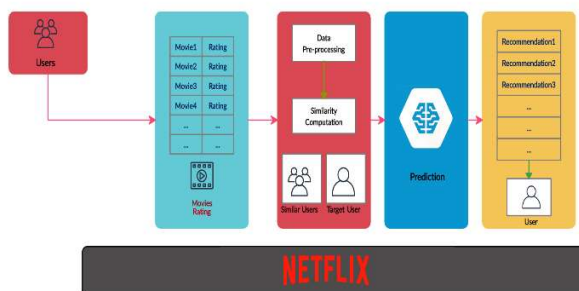 Users
Movie1 Rating
Movie2 Rating
Movie3 Rating
Movie4 Rating
... ...
... ...
Movies
Rating
Data
Pre-processing
Similarity
Computation
Similar Users
Target User
Prediction
Recommendation1
Recommendation2
Recommendation3
...
...
...
User
NETFLIX